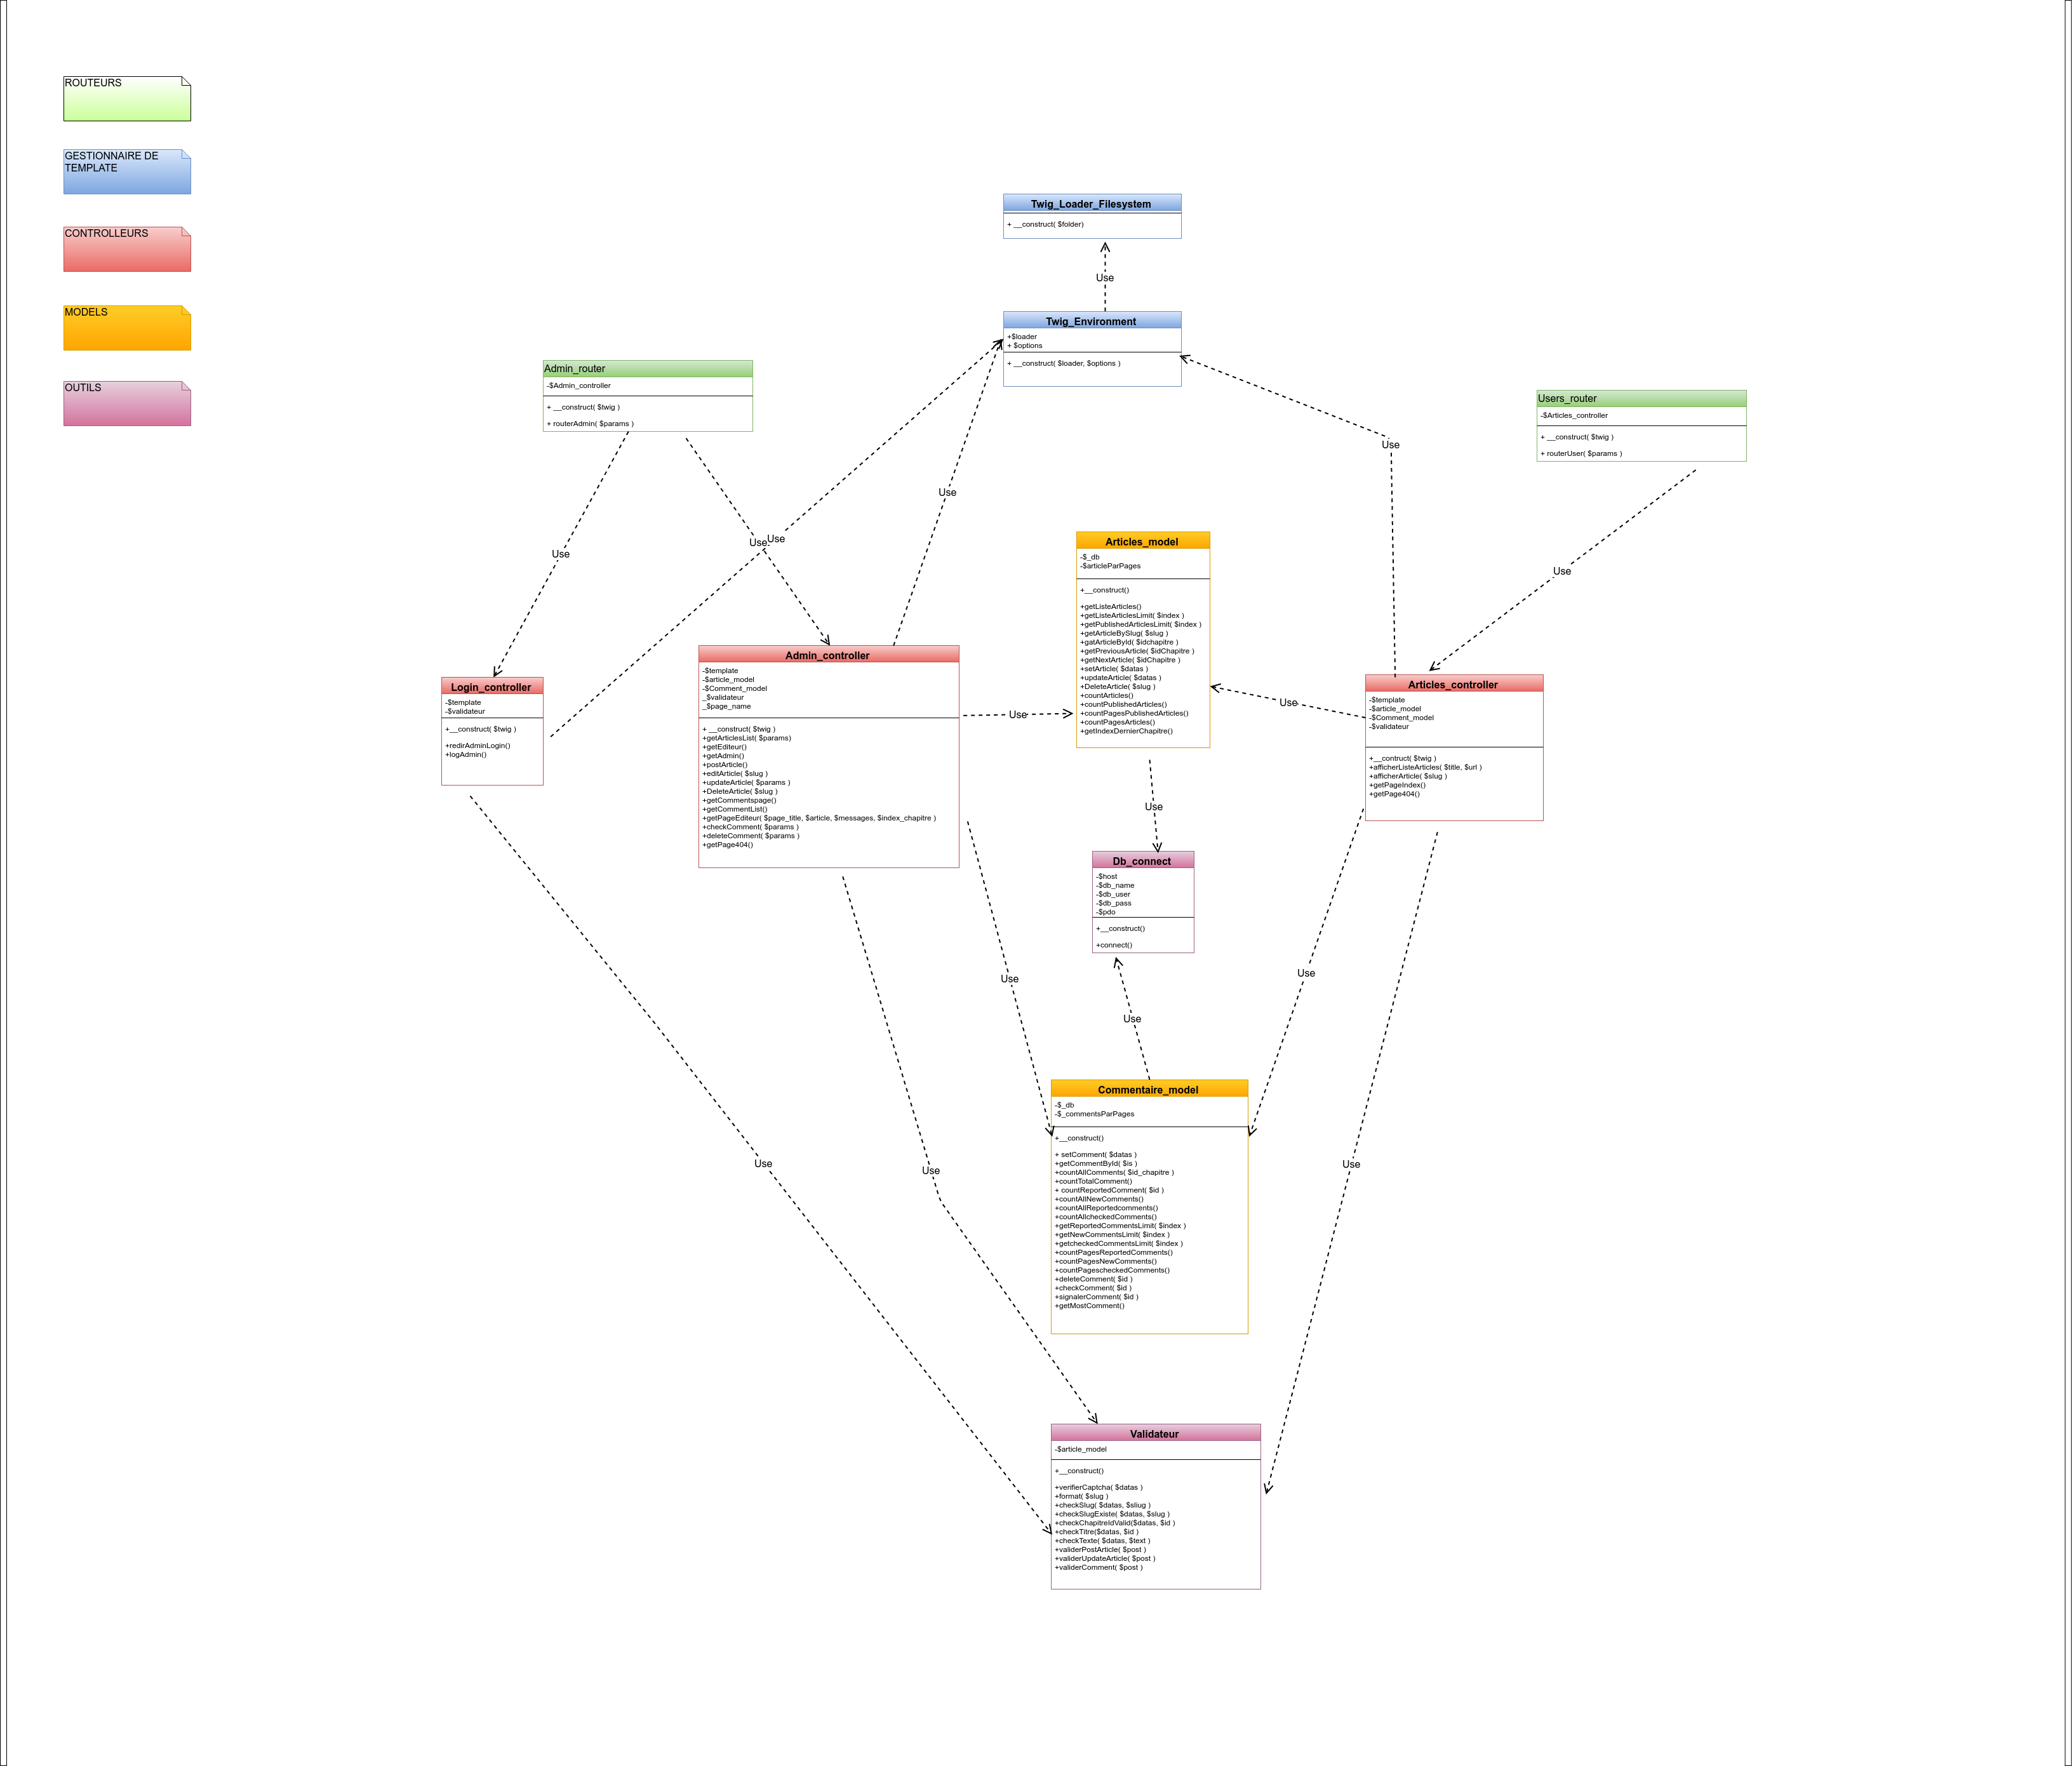 ROUTEURS
GESTIONNAIRE DE
TEMPLATE
CONTROLLEURS
MODELS
OUTILS
Twig_Loader_Filesystem
+ __construct( $folder)
Use
Twig_Environment
+$loader
+ $options
+ __construct( $loader, $options )
Admin_router
-$Admin_controller
+ __construct( $twig )
+ routerAdmin( $params )
Users_router
-$Articles_controller
+ __construct( $twig )
+ routerUser( $params )
Use
Use
Use
Use
Use
Use
Articles_model
-$_db
-$articleParPages
+__construct()
+getListeArticles()
+getListeArticlesLimit( $index )
+getPublishedArticlesLimit( $index )
+getArticleBySlug( $slug )
+gatArticleById( $idchapitre )
+getPreviousArticle( $idChapitre )
+getNextArticle( $idChapitre )
+setArticle( $datas )
+updateArticle( $datas )
+DeleteArticle( $slug )
+countArticles()
+countPublishedArticles()
+countPagesPublishedArticles()
+countPagesArticles()
+getIndexDernierChapitre()
Login_controller
-$template
-$validateur
+__construct( $twig )
+redirAdminLogin()
+logAdmin()
Admin_controller
-$template
-$article_model
-$Comment_model
_$validateur
_$page_name
+ __construct( $twig )
+getArticlesList( $params)
+getEditeur()
+getAdmin()
+postArticle()
+editArticle( $slug )
+updateArticle( $params )
+DeleteArticle( $slug )
+getCommentspage()
+getCommentList()
+getPageEditeur( $page_title, $article, $messages, $index_chapitre )
+checkComment( $params )
+deleteComment( $params )
+getPage404()
Use
Use
Articles_controller
-$template
-$article_model
-$Comment_model
-$validateur
+__contruct( $twig )
+afficherListeArticles( $title, $url )
+afficherArticle( $slug )
+getPageIndex()
+getPage404()
Use
Db_connect
-$host
-$db_name
-$db_user
-$db_pass
-$pdo
+__construct()
+connect()
Use
Use
Use
Commentaire_model
-$_db
-$_commentsParPages
+__construct()
+ setComment( $datas )
+getCommentById( $is )
+countAllComments( $id_chapitre )
+countTotalComment()
+ countReportedComment( $id )
+countAllNewComments()
+countAllReportedcomments()
+countAllcheckedComments()
+getReportedCommentsLimit( $index )
+getNewCommentsLimit( $index )
+getcheckedCommentsLimit( $index )
+countPagesReportedComments()
+countPagesNewComments()
+countPagescheckedComments()
+deleteComment( $id )
+checkComment( $id )
+signalerComment( $id )
+getMostComment()
Use
Use
Use
Validateur
-$article_model
+__construct()
+verifierCaptcha( $datas )
+format( $slug )
+checkSlug( $datas, $sliug )
+checkSlugExiste( $datas, $slug )
+checkChapitreIdValid($datas, $id )
+checkTitre($datas, $id )
+checkTexte( $datas, $text )
+validerPostArticle( $post )
+validerUpdateArticle( $post )
+validerComment( $post )